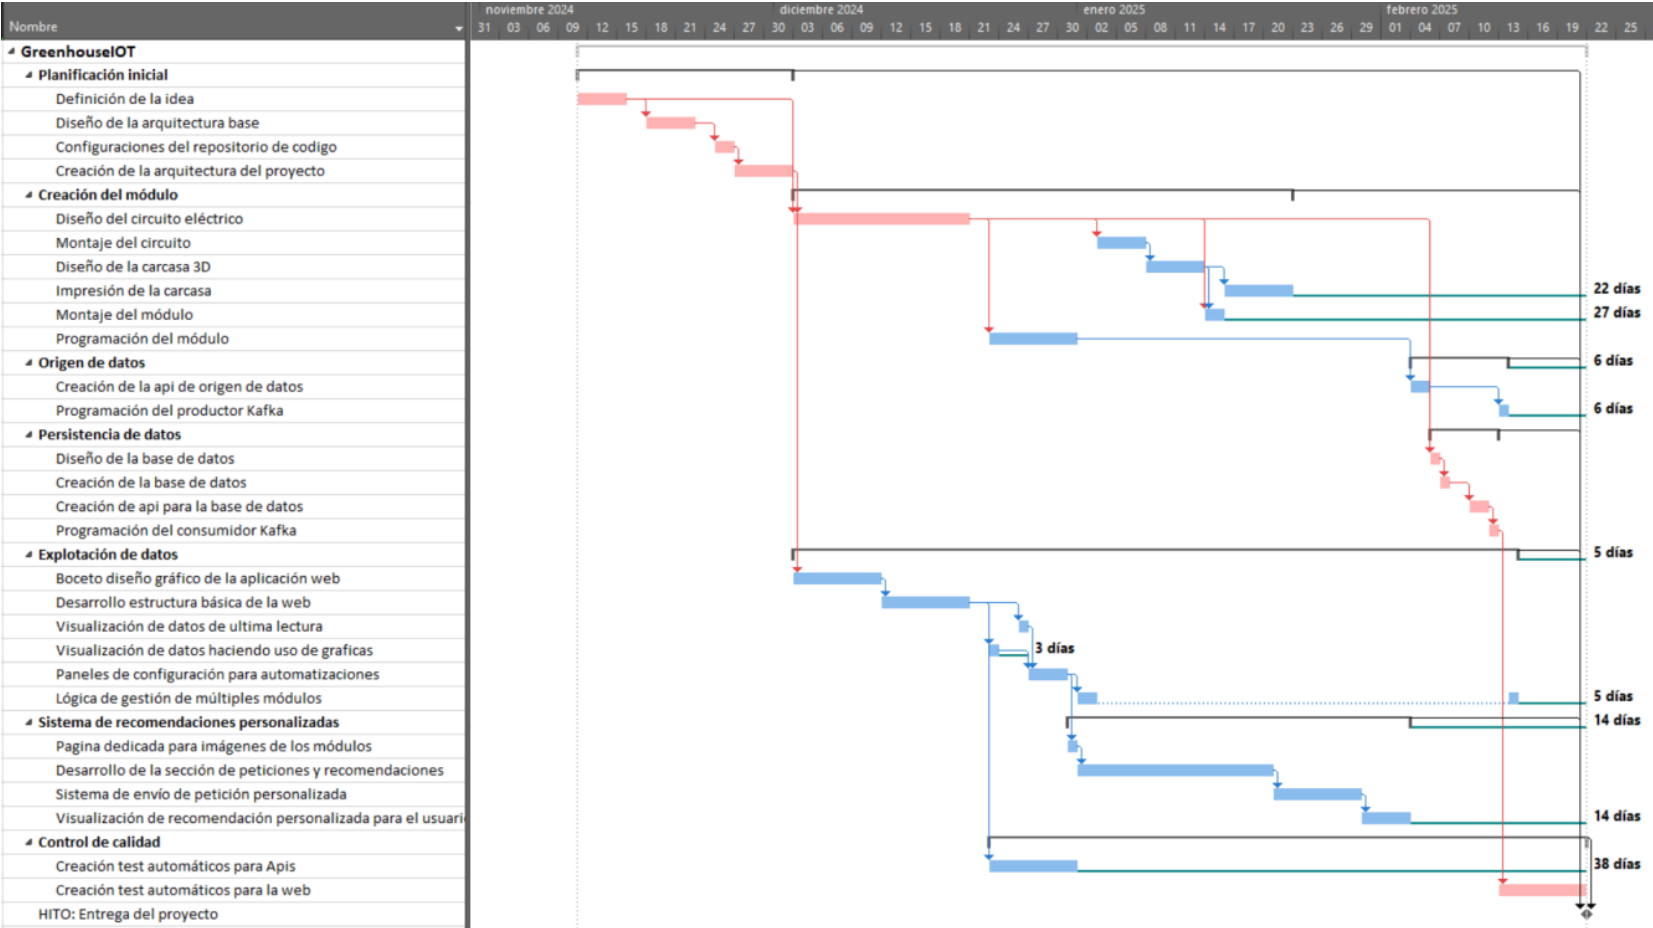 noviembre 2024 diciembre 2024 enero 2025 febrero 2025
Nombre 31 03 06 09 12 15 18 21 24 27 30 03 06 09 12 15 18 21 24 27 30 02 05 08 11 14 17 20 23 26 29 01 04 07 10 13 16 19 22 25
GreenhouseIOT
Planificación inicial
Definición de la idea
Diseño de la arquitectura base
Configuraciones del repositorio de codigo
Creación de la arquitectura del proyecto
Creación del módulo
Diseño del circuito eléctrico
Montaje del circuito
Diseño de la carcasa 3D
Impresión de la carcasa 22 días
Montaje del módulo 27 días
Programación del módulo
Origen de datos 6 días
Creación de la api de origen de datos
Programación del productor Kafka 6 días
Persistencia de datos
Diseño de la base de datos
Creación de la base de datos
Creación de api para la base de datos
Programación del consumidor Kafka
Explotación de datos 5 días
Boceto diseño gráfico de la aplicación web
Desarrollo estructura básica de la web
Visualización de datos de ultima lectura
Visualización de datos haciendo uso de graficas 3 días
Paneles de configuración para automatizaciones
Lógica de gestión de múltiples módulos 5 días
Sistema de recomendaciones personalizadas 14 días
Pagina dedicada para imágenes de los módulos
Desarrollo de la sección de peticiones y recomendaciones
Sistema de envío de petición personalizada
Visualización de recomendación personalizada para el usuari 14 días
Control de calidad
Creación test automáticos para Apis 38 días
Creación test automáticos para la web
HITO: Entrega del proyecto